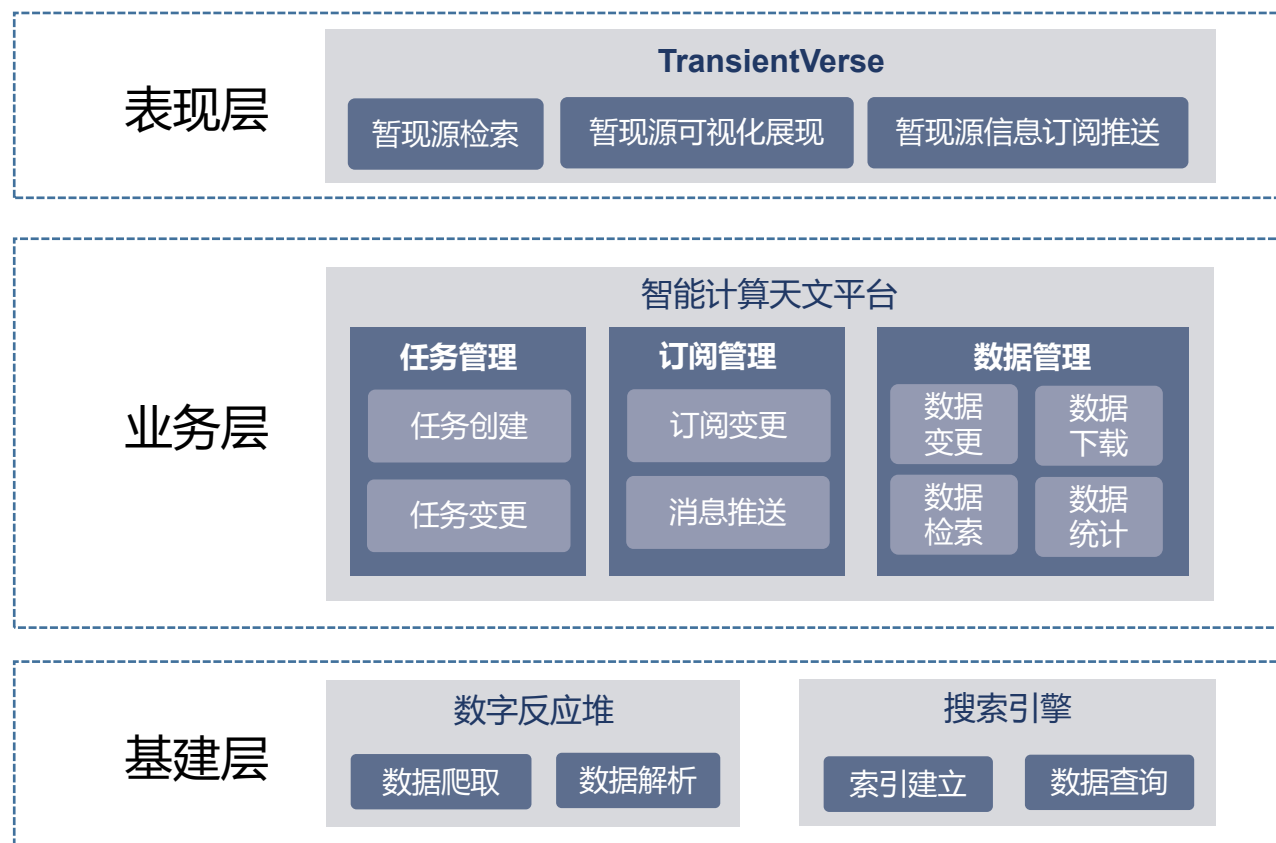 表现层
TransientVerse
暂现源检索
暂现源可视化展现
暂现源信息订阅推送
业务层
智能计算天文平台
任务管理
任务创建
任务变更
订阅管理
订阅变更
消息推送
数据管理
数据
变更
数据
下载
数据
检索
数据
统计
基建层
数字反应堆
数据爬取
数据解析
搜索引擎
索引建立
数据查询